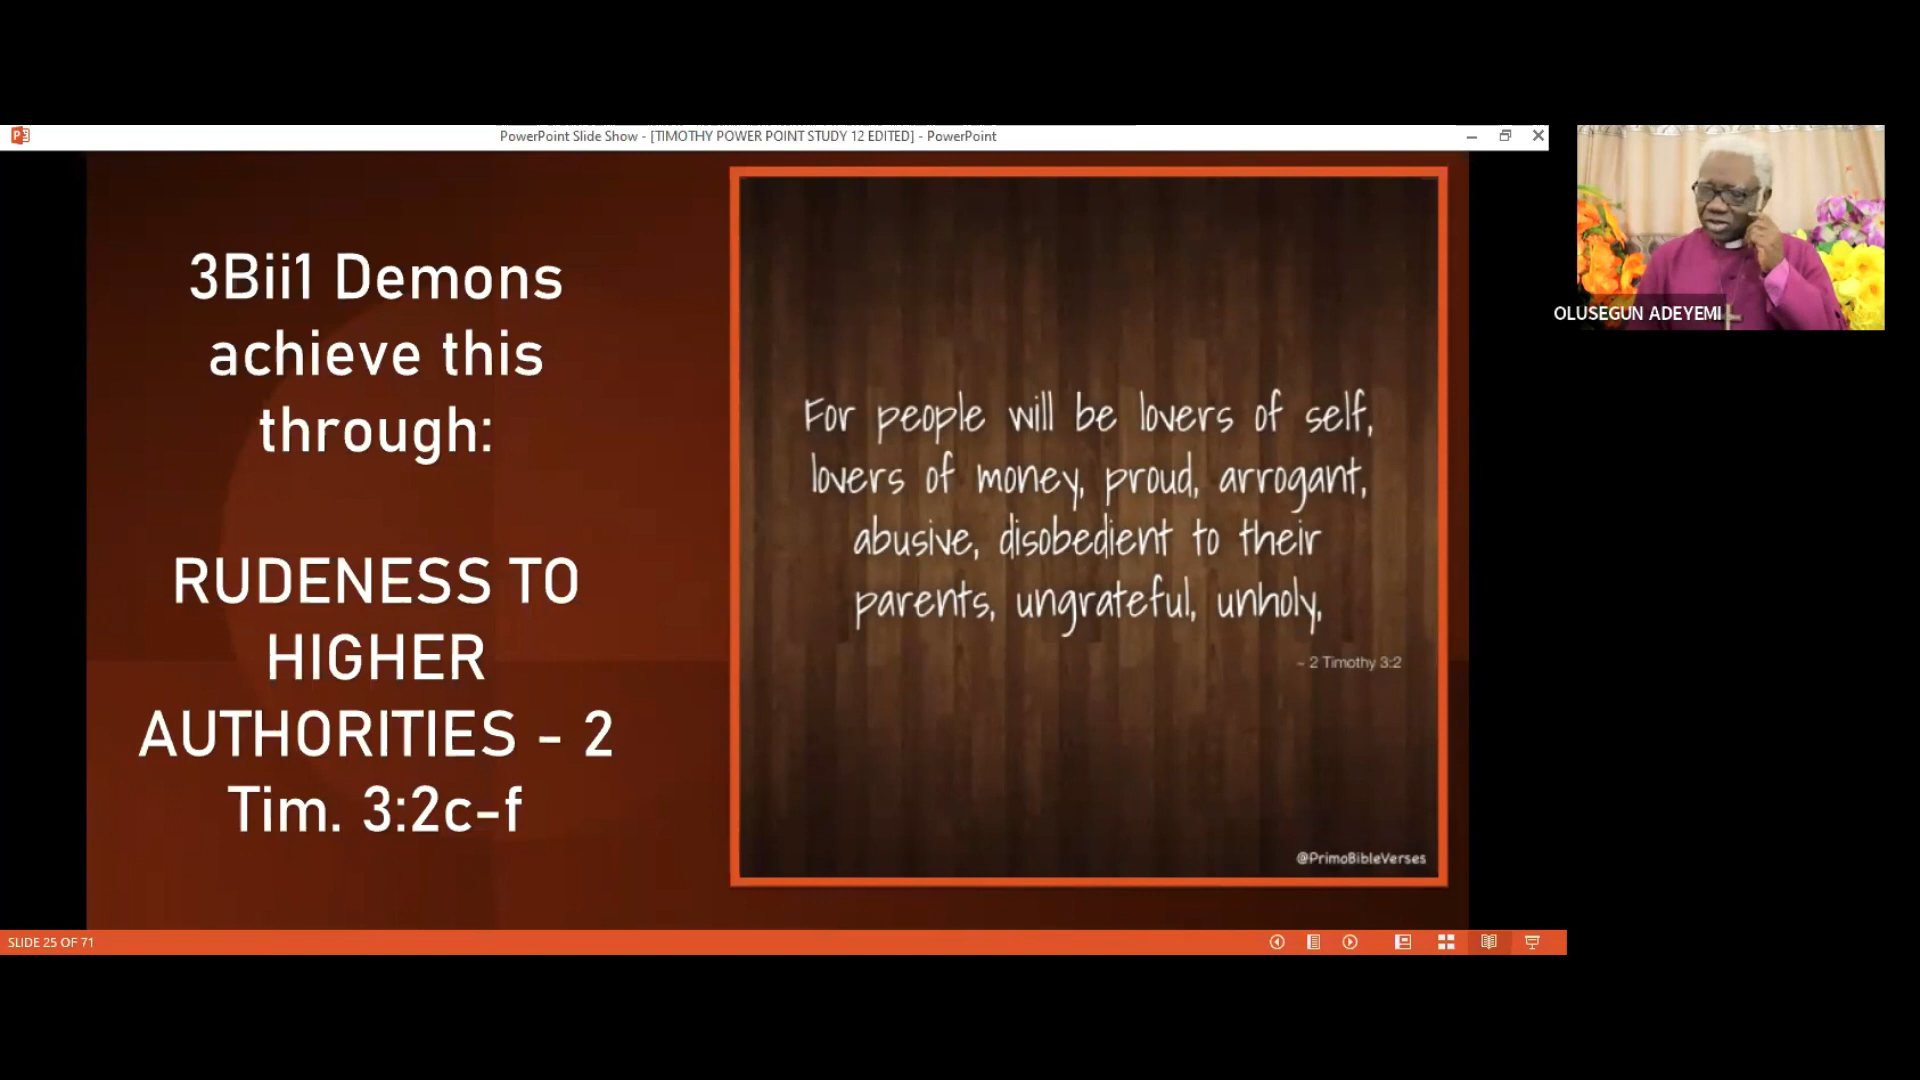 PowerPoint Slide Show - [TIMOTHY POWER POINT STUDY 12 EDITED] - PowerPoint
3Bii1 Demons
achieve this
through:
RUDENESS TO
HIGHER
AUTHORITIES - 2
Tim. 3:2c-f
For people will be lovers of self,
lovers of money, proud, arrogant,
abusive, disobedient to their
parents, ungrateful, unholy,
~ 2 Timothy 3:2
@PrimoBibleVerses
OLUSEGUN ADEYEMI
SLIDE 25 OF 71